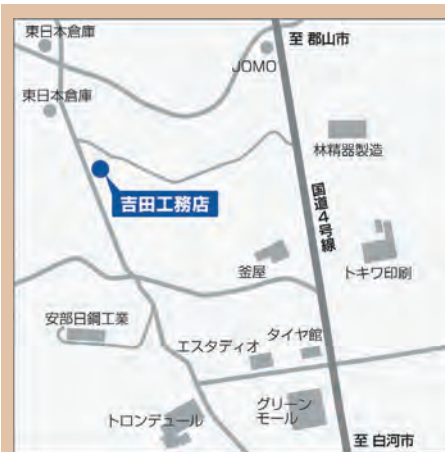 東日本倉庫
至 郡山市
JOMO
東日本倉庫
林精器製造
吉田工務店
国道4号線
釜屋
トキワ印刷
安部日鋼工業
エスタディオ
タイヤ館
トロンデュール
グリーン
モール
至 白河市